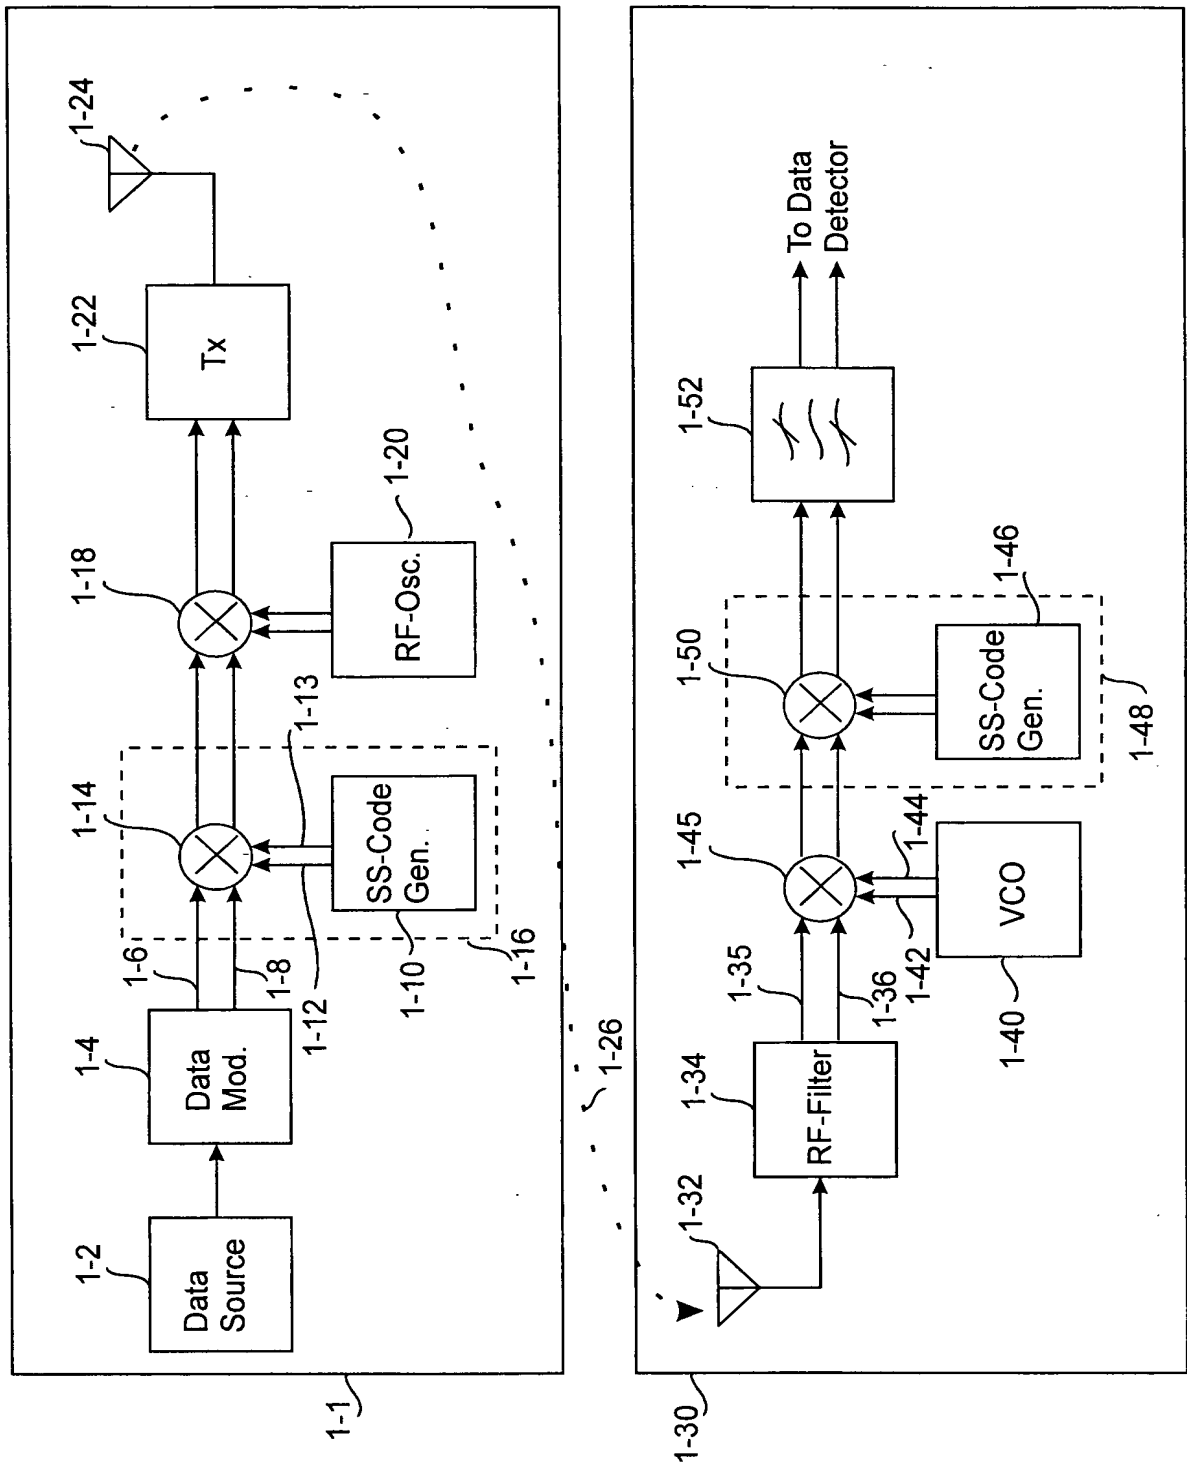 1-24
1-22
Tx
1-18
1-20
RF-Osc.
1-13
1-14
SS-Code
Gen.
1-16
1-10
1-12
1-6
1-8
1-4
Data
Mod.
1-2
Data
Source
1-1
1-26
To Data
Detector
1-52
1-46
1-50
SS-Code
Gen.
1-48
1-45
1-44
1-42
VCO
1-40
1-35
1-36
1-34
RF-Filter
1-32
1-30